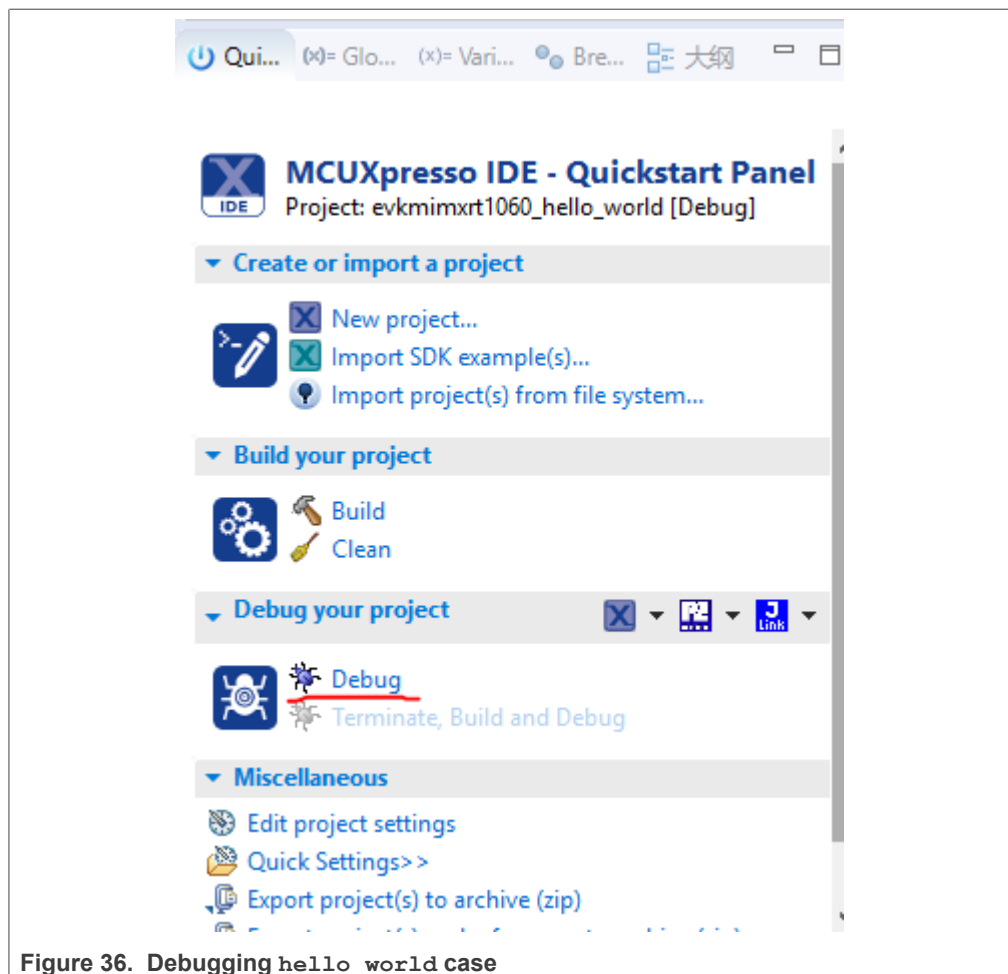 Qui... (x)= Glo... (x)= Vari... Bre... 大纲
MCUXpresso IDE - Quickstart Panel
IDE
Project: evkmimxrt1060_hello_world [Debug]
Create or import a project
New project...
Import SDK example(s)...
Import project(s) from file system...
Build your project
Build
Clean
Debug your project
Link
Debug
Terminate, Build and Debug
Miscellaneous
Edit project settings
Quick Settings>>
Export project(s) to archive (zip)
Figure 36. Debugging hello world case